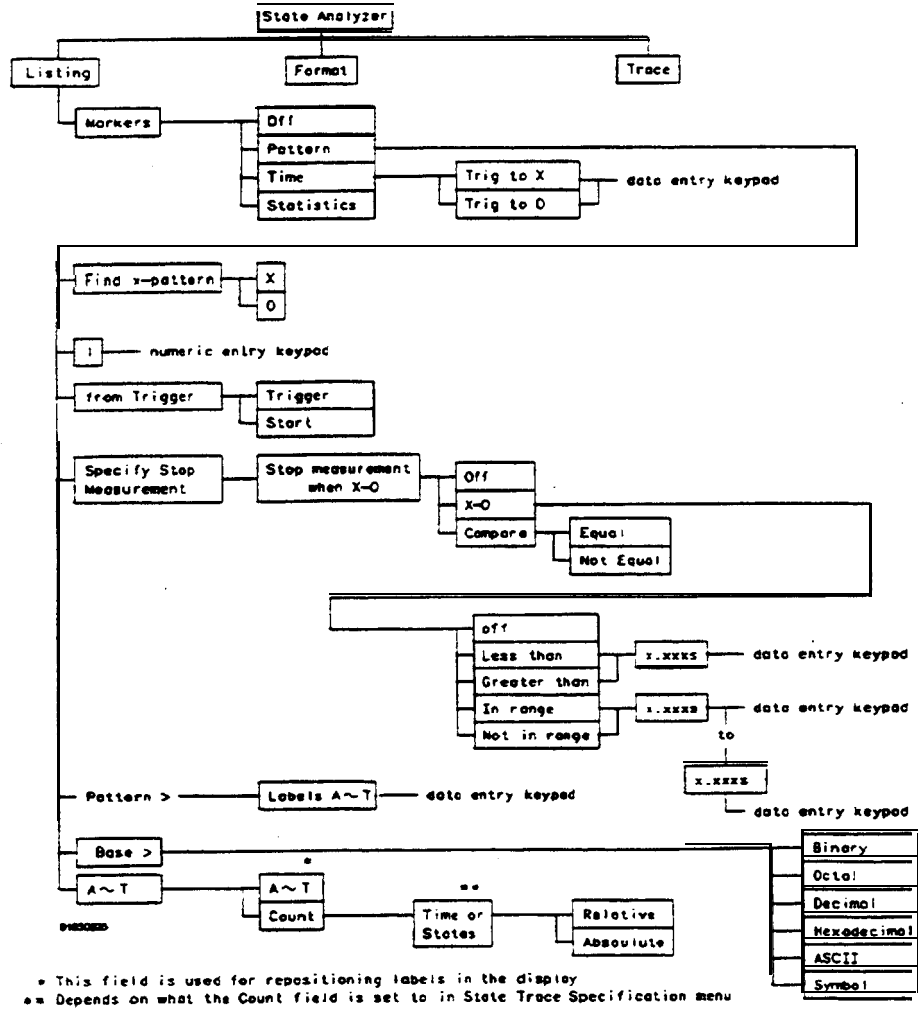 State Analyzer
Listing
Format
Trace
Markers
Off
Pattern
Time
Statistics
Trig to X
Trig to O
data entry keypad
Find x-pattern
X
O
1
numeric entry keypad
from Trigger
Trigger
Start
Specify Stop
Measurement
Stop measurement
when X-O
Off
X-O
Compare
Equal
Not Equal
off
Less than
Greater than
In range
Not in range
x.xxxs
data entry keypad
x.xxxs
data entry keypad
to
x.xxxs
data entry keypad
Pattern >
Labels A~T
data entry keypad
Base >
Binary
Octal
Decimal
Hexadecimal
ASCII
Symbol
A~T
*
A~T
Count
**
Time or
States
Relative
Absoulute
* This field is used for repositioning labels in the display
** Depends on what the Count field is set to in State Trace Specification menu